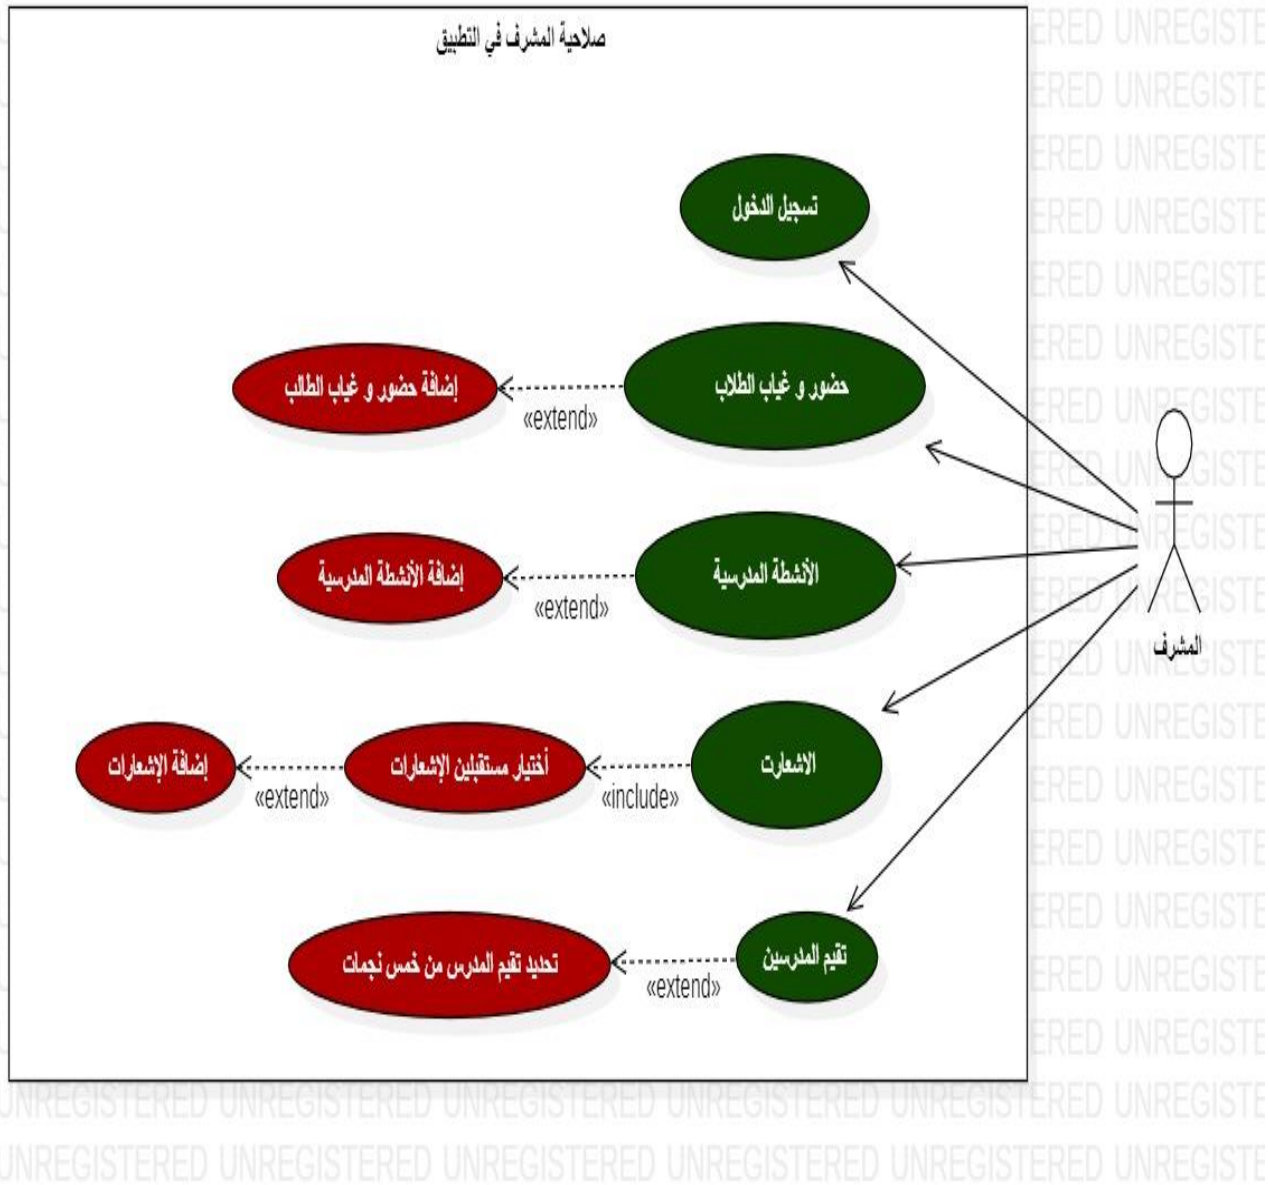 صلاحية المشرف في التطبيق
تسجيل الدخول
حضور و غياب الطلاب
«extend»
إضافة حضور و غياب الطالب
الأنشطة المدرسية
«extend»
إضافة الأنشطة المدرسية
المشرف
الاشعارت
«include»
أختيار مستقبلين الإشعارات
«extend»
إضافة الإشعارات
تقيم المدرسين
«extend»
تحديد تقيم المدرس من خمس نجمات
UNREGISTERED UNREGISTERED UNREGISTERED UNREGISTERED UNREGISTERED UNREGISTE
UNREGISTERED UNREGISTERED UNREGISTERED UNREGISTERED UNREGISTERED UNREGISTE